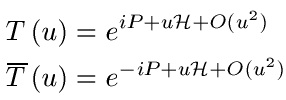 T (u) = e^{iP+u\mathcal{H}+O(u^2)}
\overline{T} (u) = e^{-iP+u\mathcal{H}+O(u^2)}